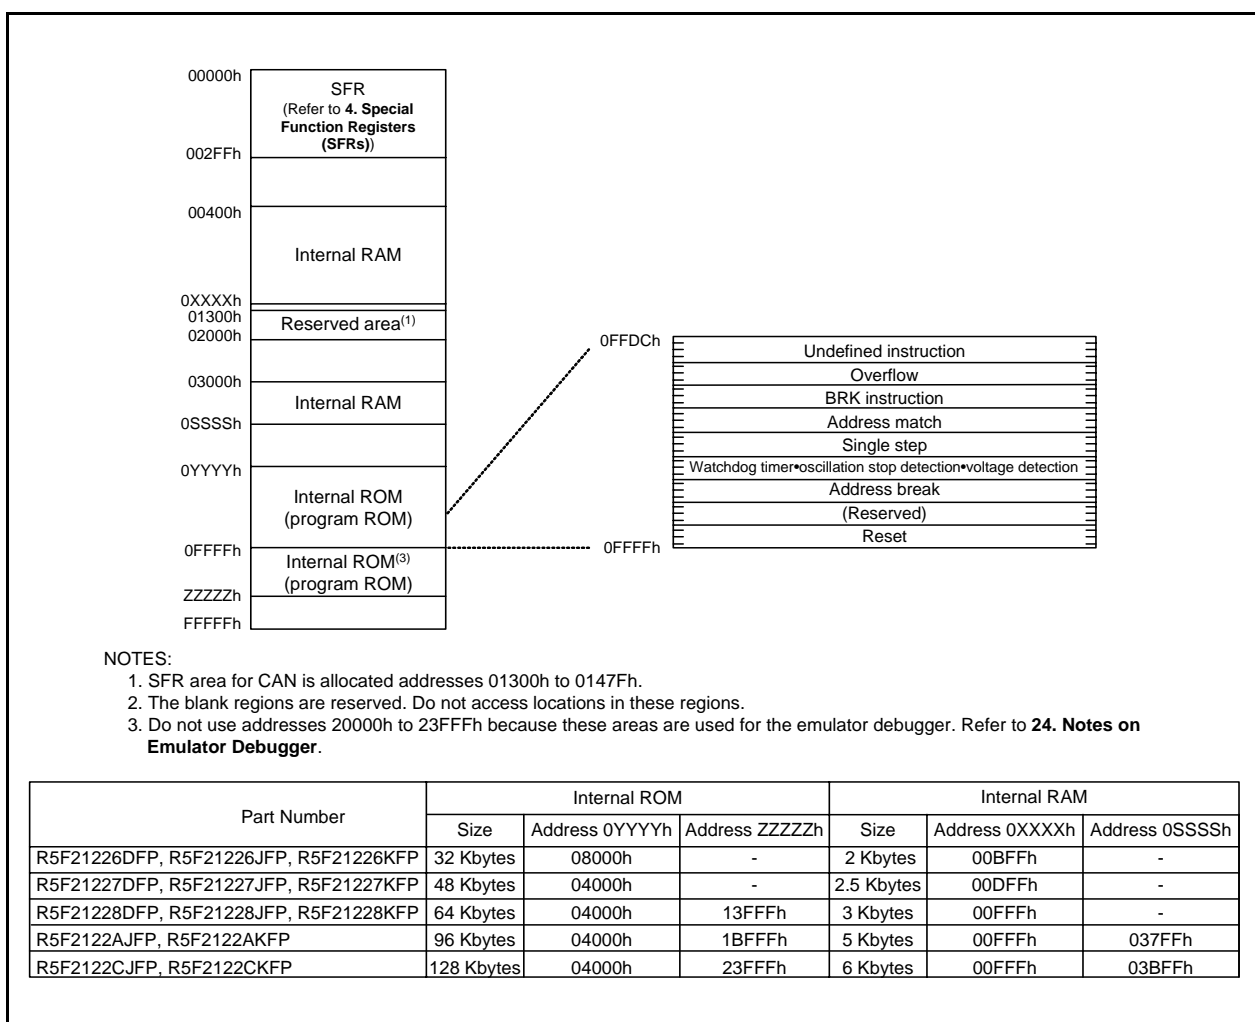 00000h
SFR
(Refer to 4. Special
Function Registers
(SFRs))
002FFh
00400h
Internal RAM
0XXXXh
01300h
Reserved area(1)
02000h
03000h
Internal RAM
0SSSSh
0YYYYh
Internal ROM
(program ROM)
0FFFFh
Internal ROM(3)
(program ROM)
ZZZZZh
FFFFFh
0FFDCh
Undefined instruction
Overflow
BRK instruction
Address match
Single step
Watchdog timer•oscillation stop detection•voltage detection
Address break
(Reserved)
Reset
0FFFFh
NOTES:
1. SFR area for CAN is allocated addresses 01300h to 0147Fh.
2. The blank regions are reserved. Do not access locations in these regions.
3. Do not use addresses 20000h to 23FFFh because these areas are used for the emulator debugger. Refer to 24. Notes on
Emulator Debugger.
Part Number Internal ROM Internal RAM
Size Address 0YYYYh Address ZZZZZh Size Address 0XXXXh Address 0SSSSh
R5F21226DFP, R5F21226JFP, R5F21226KFP 32 Kbytes 08000h - 2 Kbytes 00BFFh -
R5F21227DFP, R5F21227JFP, R5F21227KFP 48 Kbytes 04000h - 2.5 Kbytes 00DFFh -
R5F21228DFP, R5F21228JFP, R5F21228KFP 64 Kbytes 04000h 13FFFh 3 Kbytes 00FFFh -
R5F2122AJFP, R5F2122AKFP 96 Kbytes 04000h 1BFFFh 5 Kbytes 00FFFh 037FFh
R5F2122CJFP, R5F2122CKFP 128 Kbytes 04000h 23FFFh 6 Kbytes 00FFFh 03BFFh